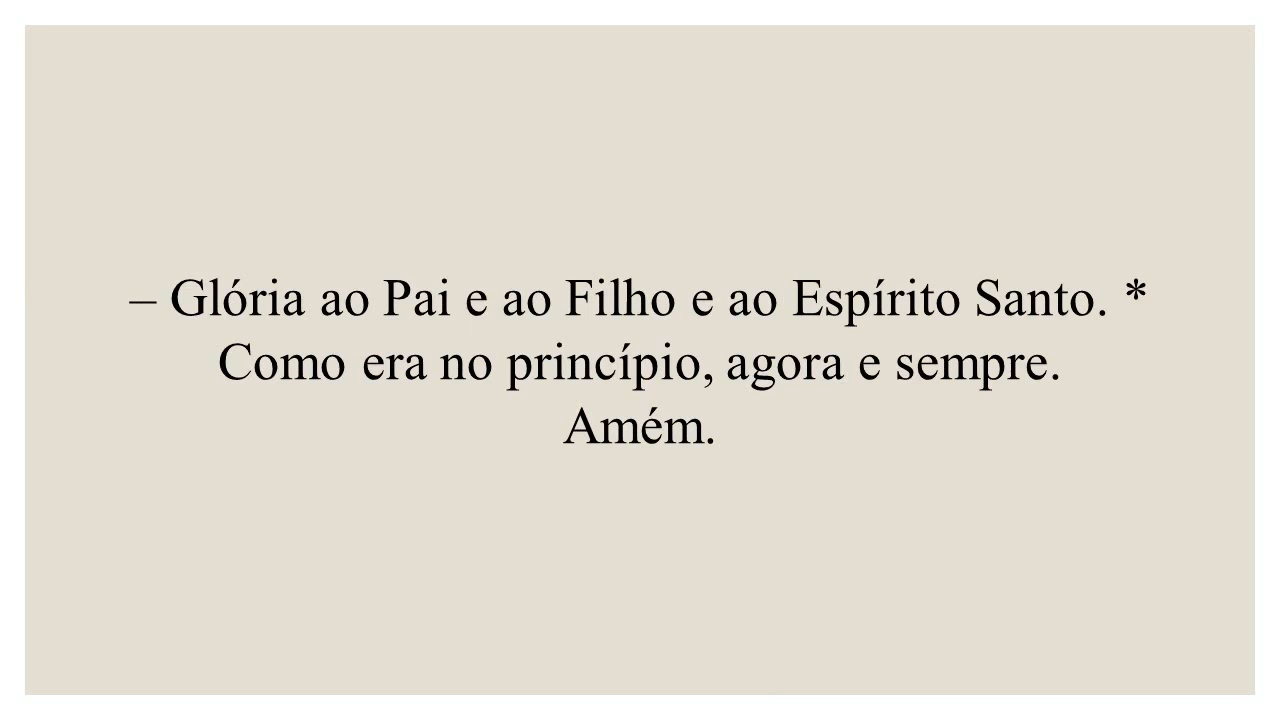 – Glória ao Pai e ao Filho e ao Espírito Santo. *
Como era no princípio, agora e sempre.
Amém.